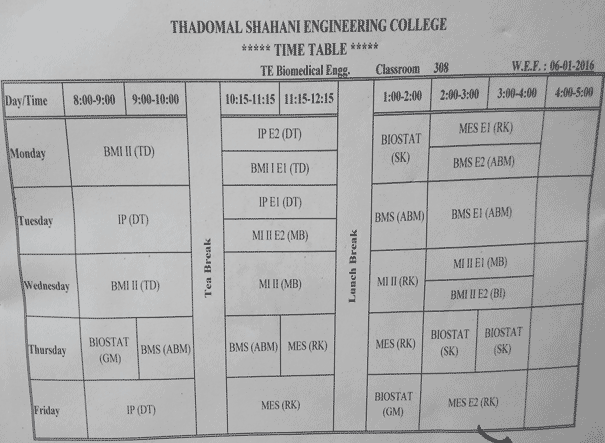 THADOMAL SHAHANI ENGINEERING COLLEGE
***** TIME TABLE *****
TE Biomedical Engg. Classroom 308 W.E.F. : 06-01-2016
Day/Time 8:00-9:00 9:00-10:00 10:15-11:15 11:15-12:15 1:00-2:00 2:00-3:00 3:00-4:00 4:00-5:00
Tea Break
Lunch Break
Monday
BMI II (TD)
IP E2 (DT)
BMI I E1 (TD)
BIOSTAT
(SK)
MES E1 (RK)
BMS E2 (ABM)
Tuesday
IP (DT)
IP E1 (DT)
MI II E2 (MB)
BMS (ABM)
BMS E1 (ABM)
Wednesday
BMI II (TD)
MI II (MB)
MI II (RK)
MI II E1 (MB)
BMI II E2 (BI)
Thursday
BIOSTAT
(GM)
BMS (ABM)
BMS (ABM)
MES (RK)
MES (RK)
BIOSTAT
(SK)
BIOSTAT
(SK)
Friday
IP (DT)
MES (RK)
BIOSTAT
(GM)
MES E2 (RK)